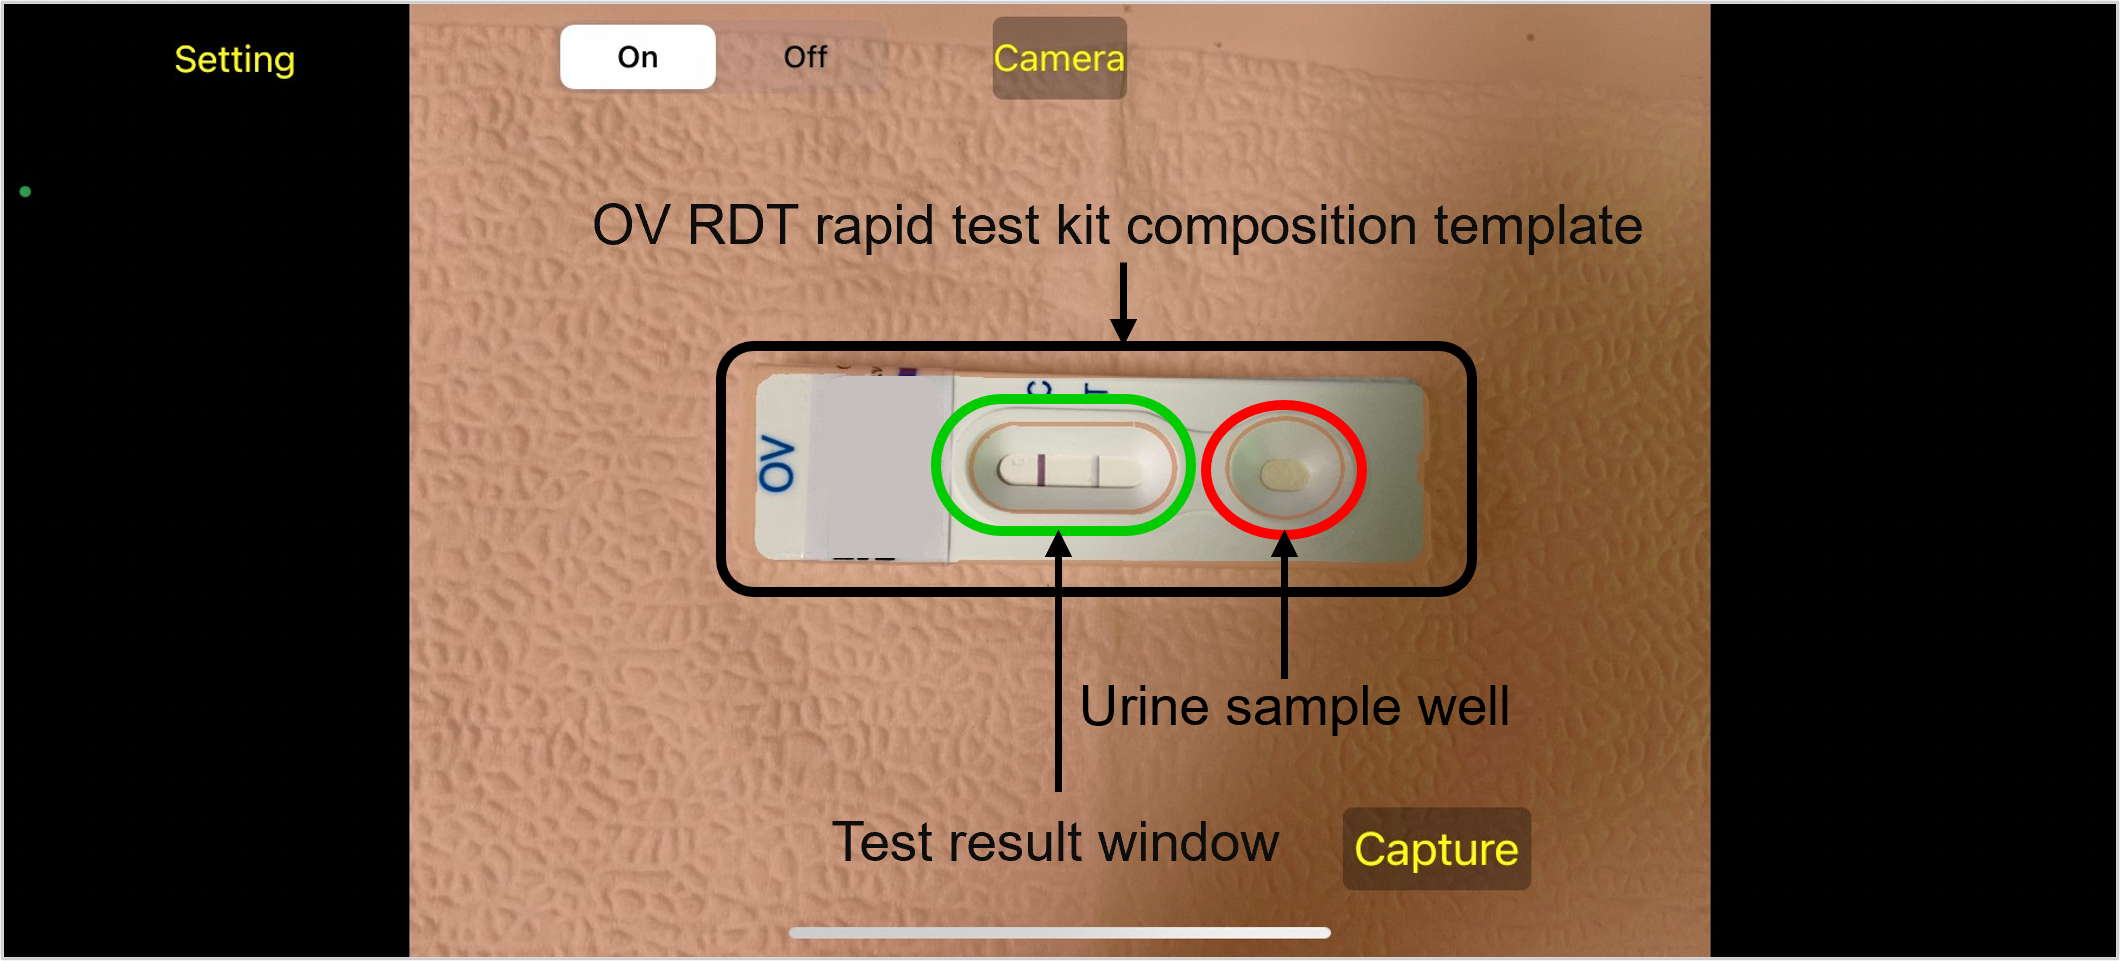 Setting
On
Off
Camera
OV RDT rapid test kit composition template
C
T
OV
Urine sample well
Test result window
Capture